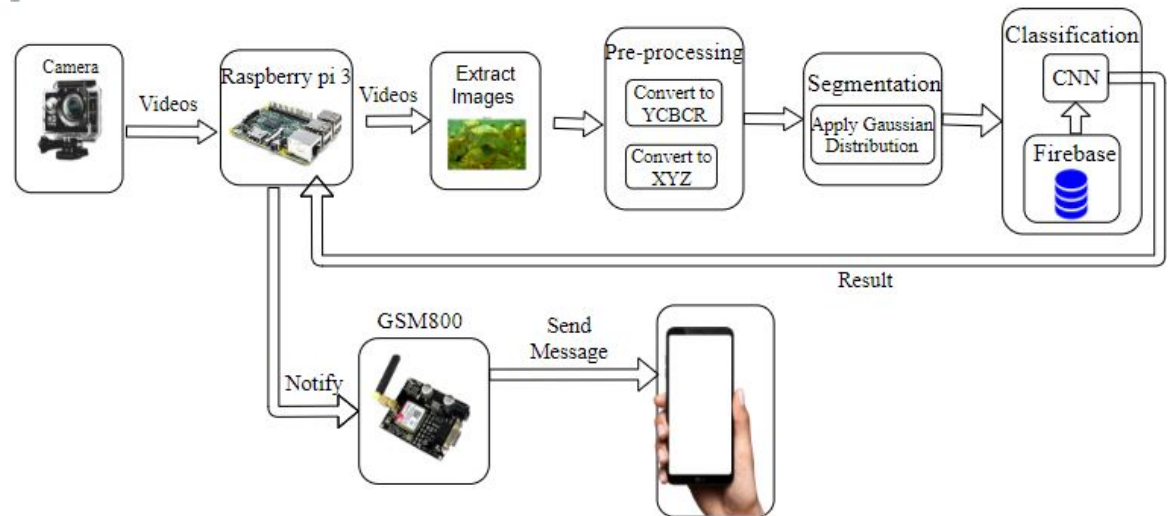 Camera
Videos
Raspberry pi 3
Videos
Extract
Images
Pre-processing
Convert to
YCBCR
Convert to
XYZ
Segmentation
Apply Gaussian
Distribution
Classification
CNN
Firebase
Result
GSM800
Notify
Send
Message